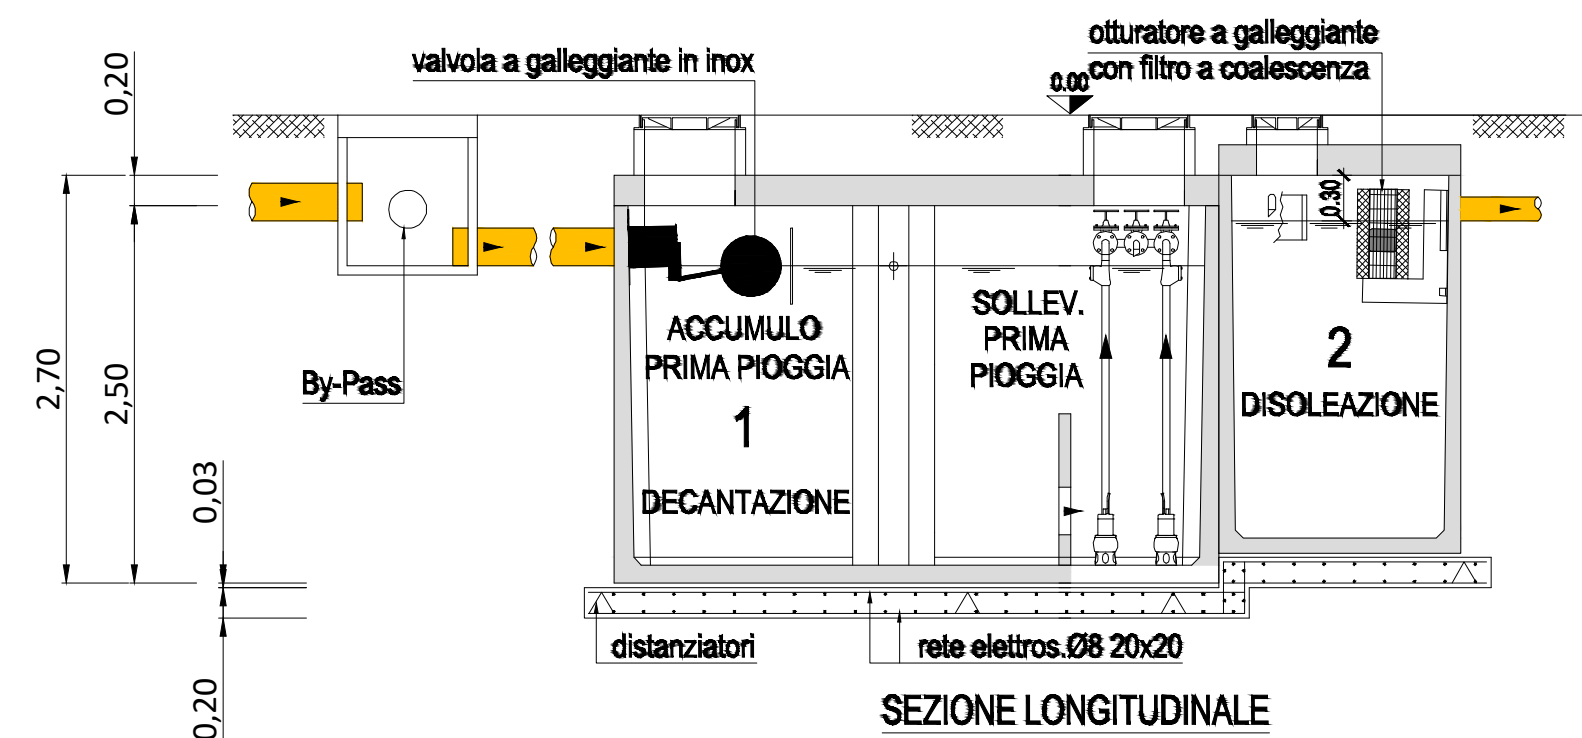 otturatore a galleggiante
con filtro a coalescenza
valvola a galleggiante in inox
0,20
0.00
0.30
ACCUMULO
PRIMA PIOGGIA
1
DECANTAZIONE
SOLLEV.
PRIMA
PIOGGIA
2
DISOLEAZIONE
By-Pass
2,70
2,50
0,03
0,20
distanziatori
rete elettros.Ø8 20x20
SEZIONE LONGITUDINALE